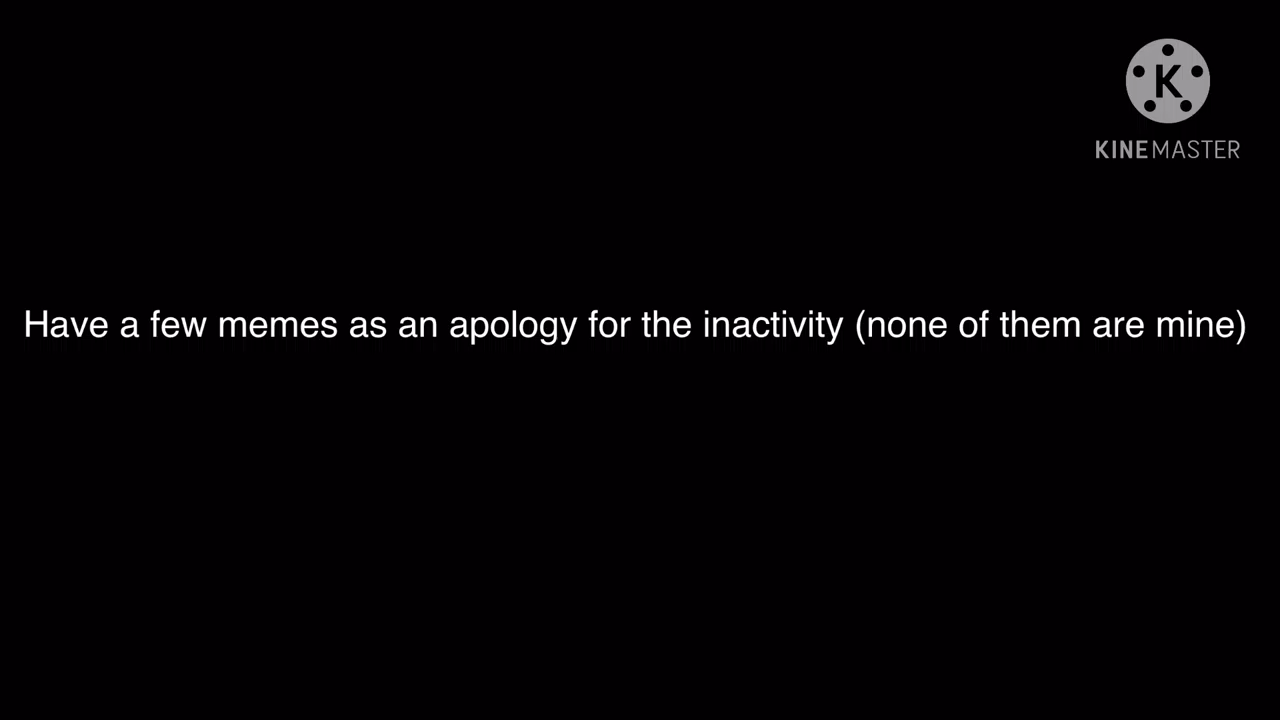 K
KINEMASTER
Have a few memes as an apology for the inactivity (none of them are mine)